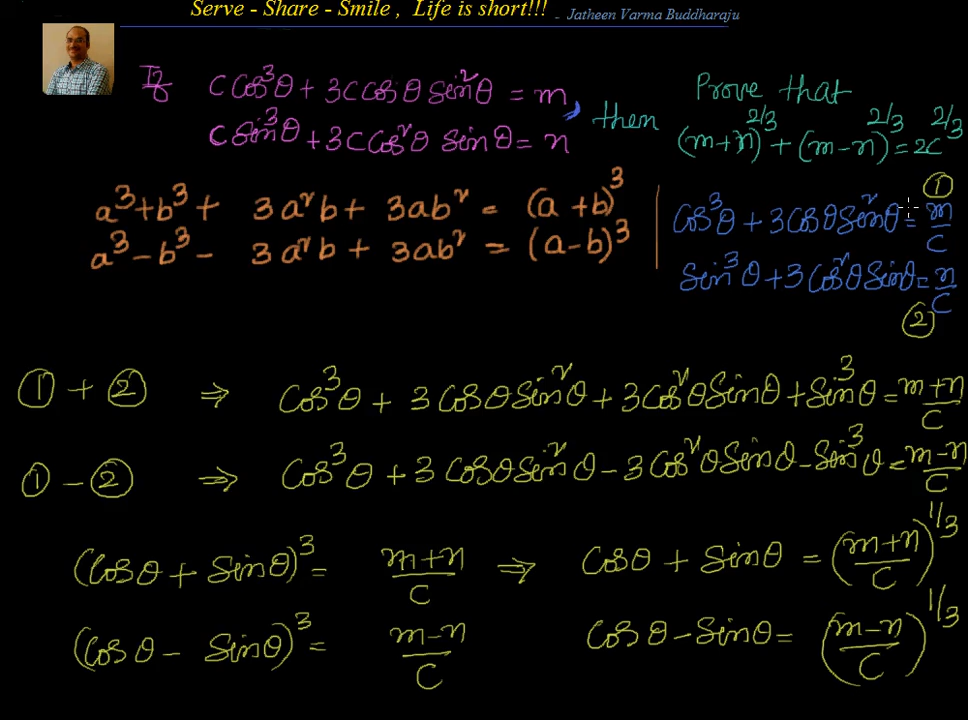 Serve - Share - Smile , Life is short!!! - Jatheen Varma Buddharaju
If c cos³θ + 3c cosθ sin²θ = m,
c sin³θ + 3c cos²θ sinθ = n
then
Prove that
(m+n)^2/3 + (m-n)^2/3 = 2c^2/3
a³+b³+ 3a²b + 3ab² = (a+b)³
a³-b³- 3a²b + 3ab² = (a-b)³
cos³θ + 3cosθ sin²θ = m/c ①
sin³θ + 3cos²θ sinθ = n/c ②
① + ② ⇒ cos³θ + 3cosθ sin²θ + 3cos²θ sinθ + sin³θ = m+n/c
① - ② ⇒ cos³θ + 3cosθ sin²θ - 3cos²θ sinθ - sin³θ = m-n/c
(cosθ + sinθ)³ = m+n/c ⇒ cosθ + sinθ = (m+n/c)^1/3
(cosθ - sinθ)³ = m-n/c cosθ - sinθ = (m-n/c)^1/3